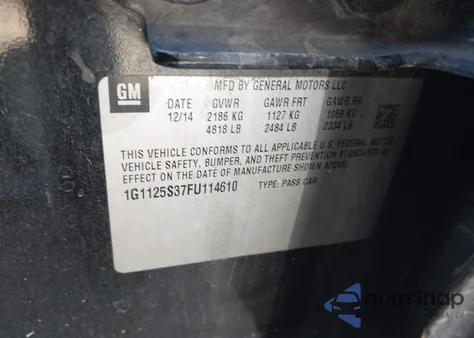 GM
MFD BY GENERAL MOTORS LLC
DATE GVWR GAWR FRT GAWR RR
12/14 2186 KG 1127 KG 1058 KG
4818 LB 2484 LB 2334 LB
THIS VEHICLE CONFORMS TO ALL APPLICABLE U.S. FEDERAL MOTOR
VEHICLE SAFETY, BUMPER, AND THEFT PREVENTION STANDARDS IN
EFFECT ON THE DATE OF MANUFACTURE SHOWN ABOVE.
1G1125S37FU114610 TYPE: PASS CAR
AutoSnap